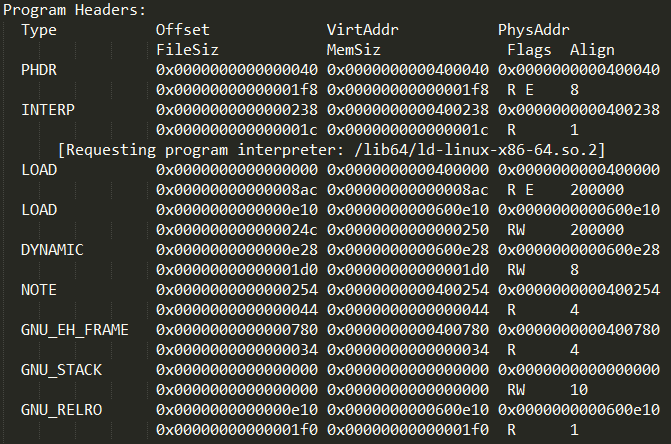 Program Headers:
Type Offset VirtAddr PhysAddr
FileSiz MemSiz Flags Align
PHDR 0x0000000000000040 0x0000000000400040 0x0000000000400040
0x00000000000001f8 0x00000000000001f8 R E 8
INTERP 0x0000000000000238 0x0000000000400238 0x0000000000400238
0x000000000000001c 0x000000000000001c R 1
[Requesting program interpreter: /lib64/ld-linux-x86-64.so.2]
LOAD 0x0000000000000000 0x0000000000400000 0x0000000000400000
0x00000000000008ac 0x00000000000008ac R E 200000
LOAD 0x0000000000000e10 0x0000000000600e10 0x0000000000600e10
0x000000000000024c 0x0000000000000250 RW 200000
DYNAMIC 0x0000000000000e28 0x0000000000600e28 0x0000000000600e28
0x00000000000001d0 0x00000000000001d0 RW 8
NOTE 0x0000000000000254 0x0000000000400254 0x0000000000400254
0x0000000000000044 0x0000000000000044 R 4
GNU_EH_FRAME 0x0000000000000780 0x0000000000400780 0x0000000000400780
0x0000000000000034 0x0000000000000034 R 4
GNU_STACK 0x0000000000000000 0x0000000000000000 0x0000000000000000
0x0000000000000000 0x0000000000000000 RW 10
GNU_RELRO 0x0000000000000e10 0x0000000000600e10 0x0000000000600e10
0x00000000000001f0 0x00000000000001f0 R 1